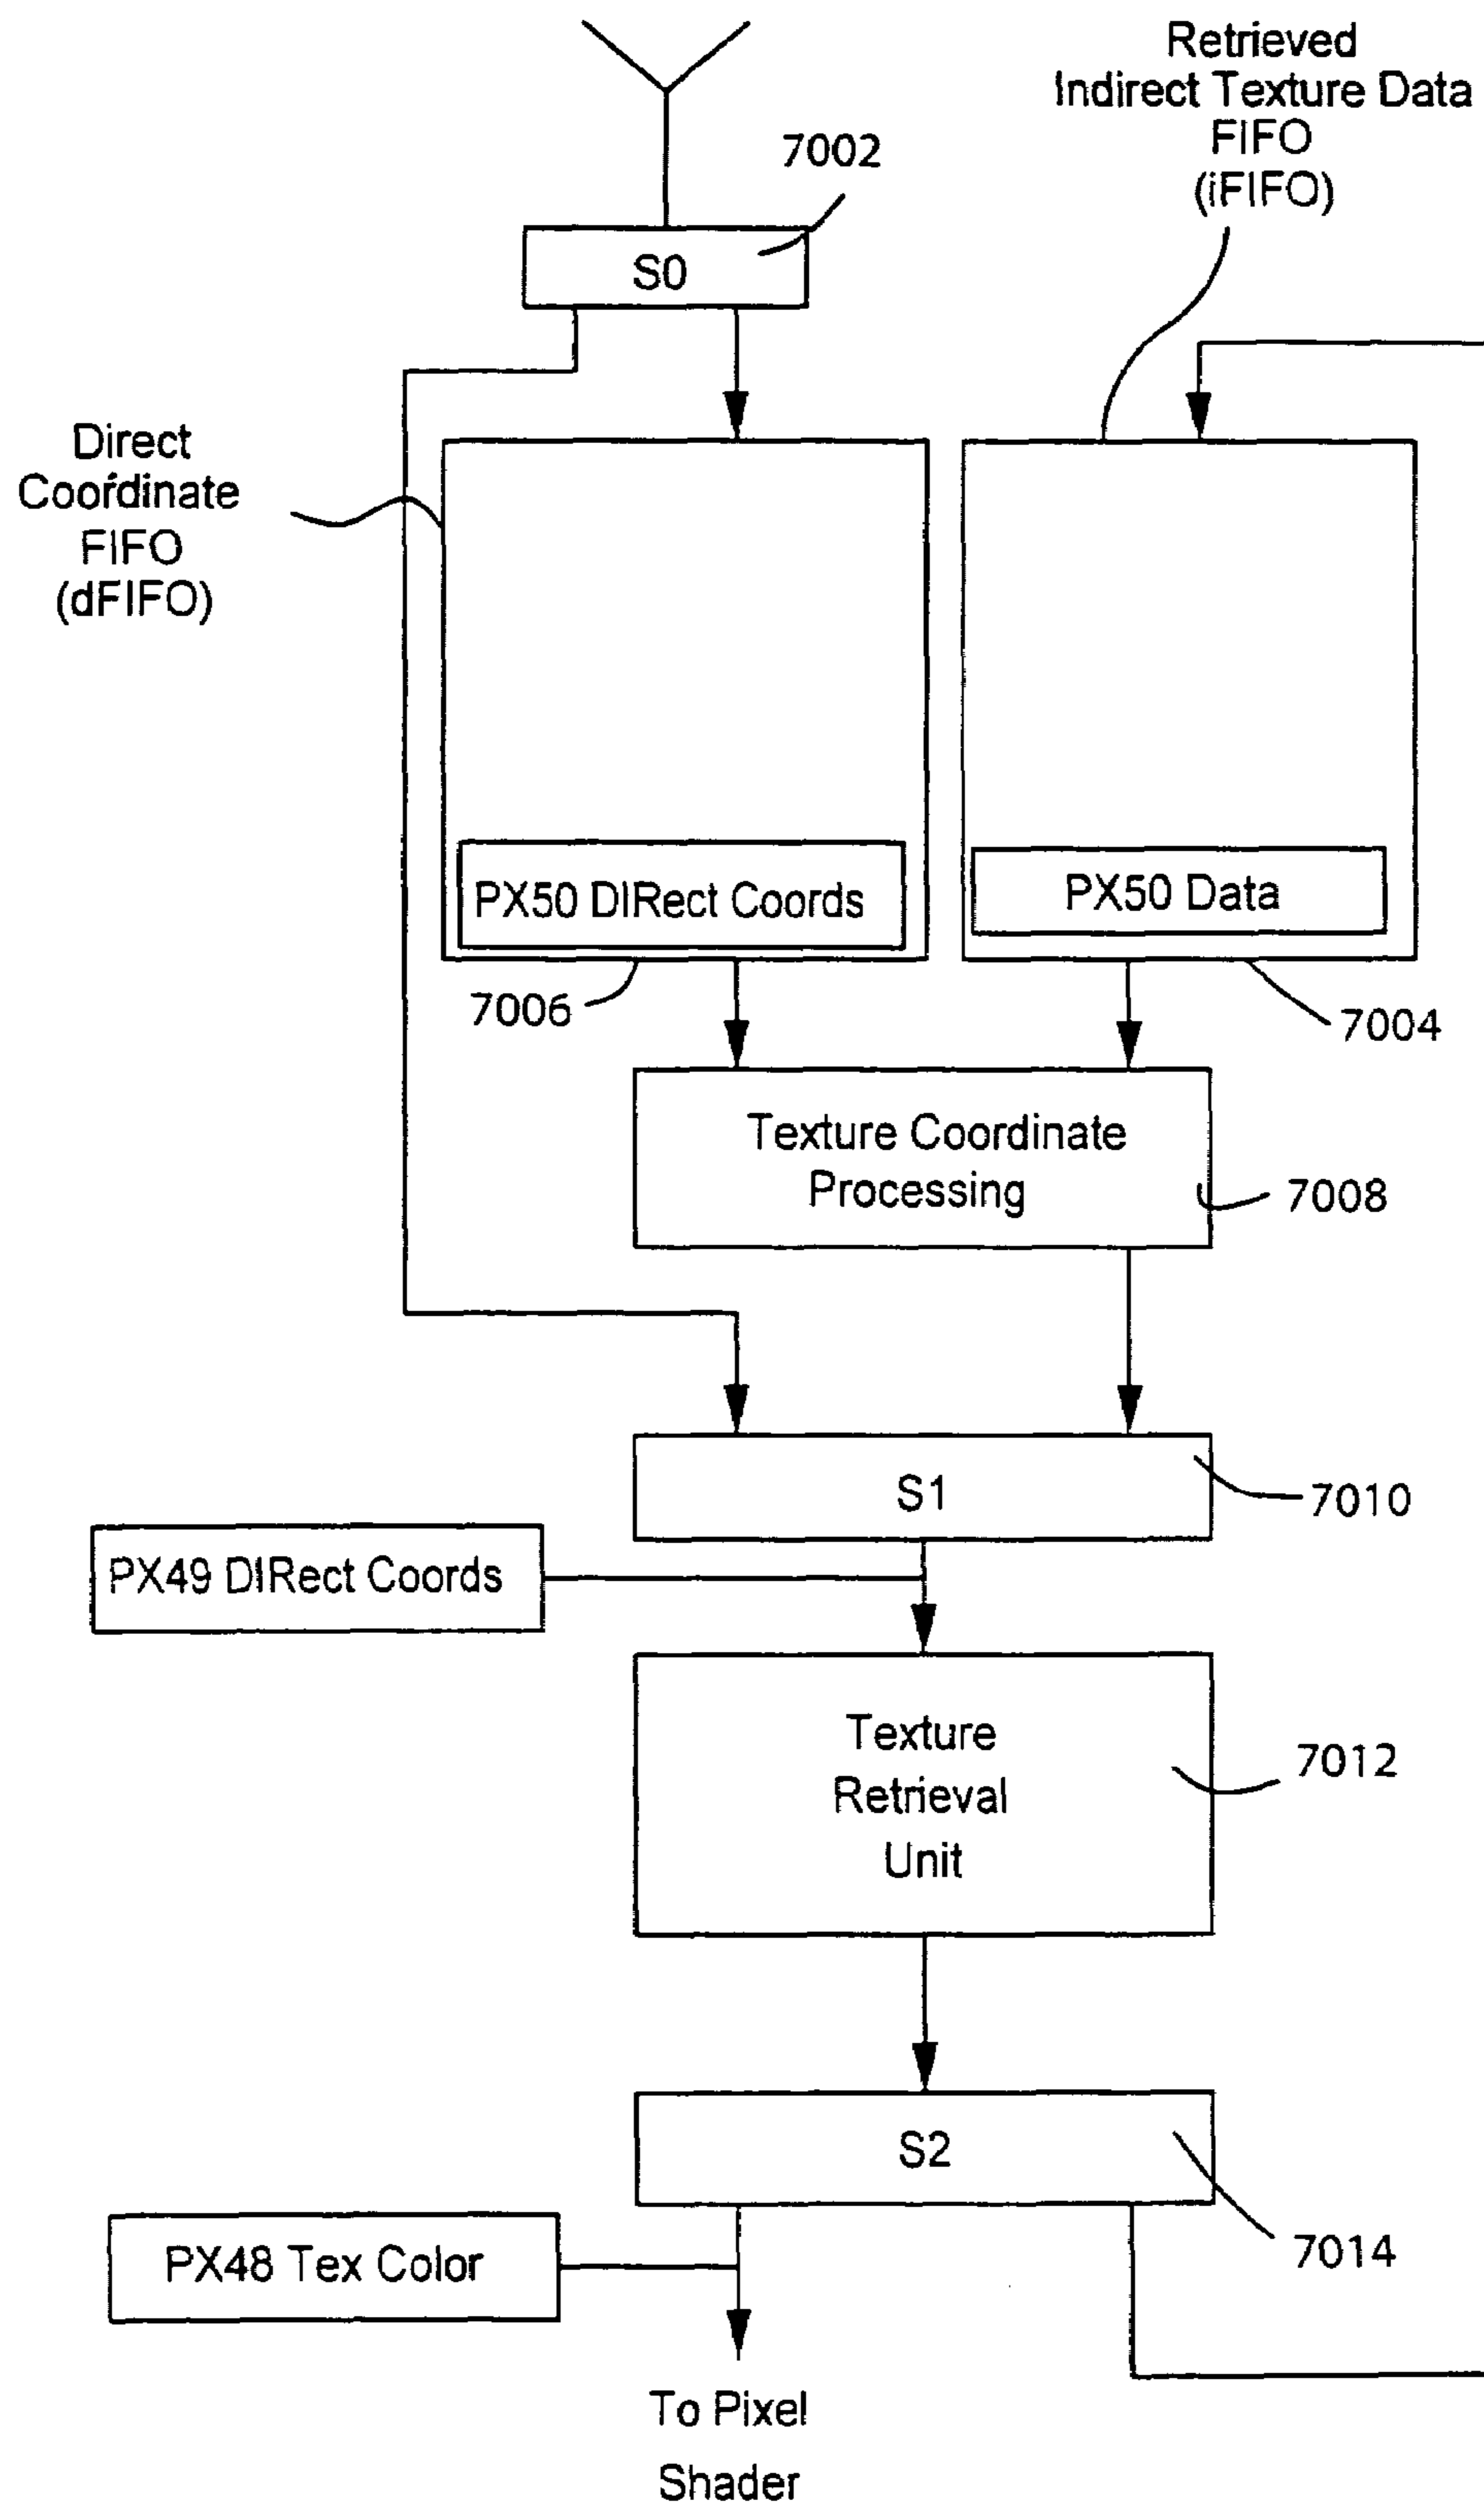 Retrieved
Indirect Texture Data
FIFO
(iFIFO)
7002
S0
Direct
Coordinate
FIFO
(dFIFO)
PX50 DIRect Coords
PX50 Data
7006
7004
Texture Coordinate
Processing
7008
S1
7010
PX49 DIRect Coords
Texture
Retrieval
Unit
7012
S2
7014
PX48 Tex Color
To Pixel
Shader